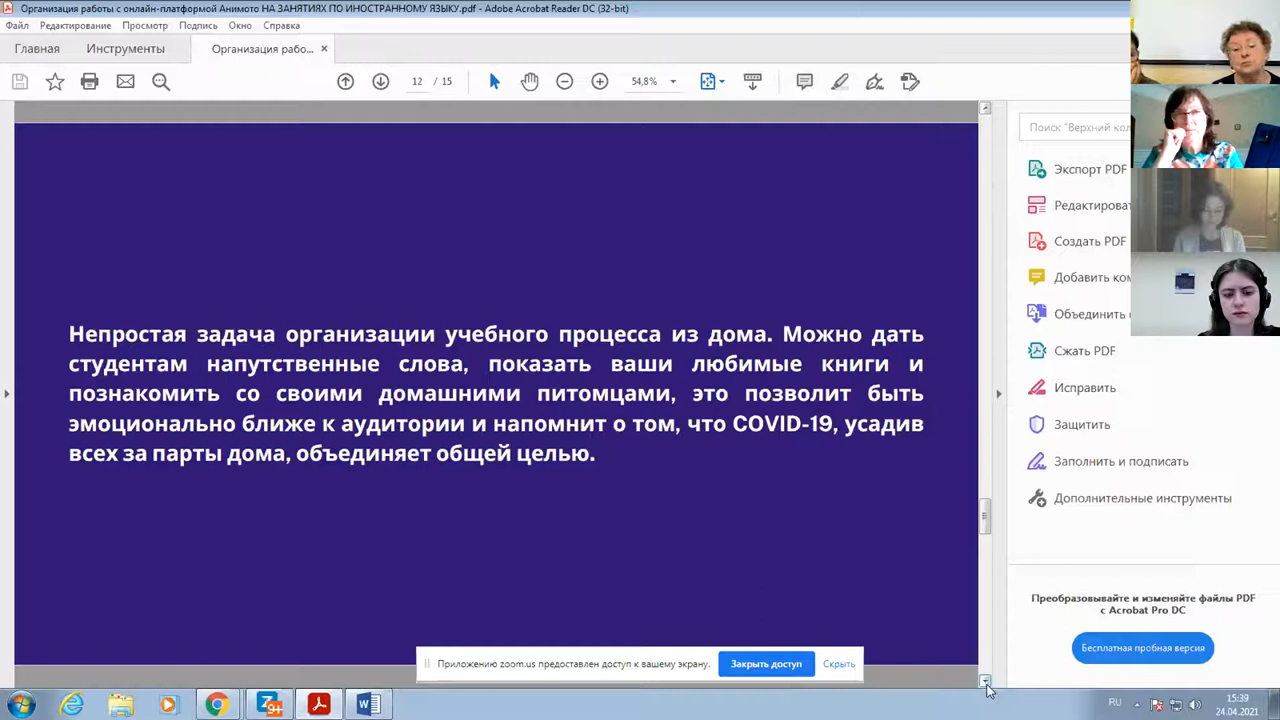 Организация работы с онлайн-платформой Анимото НА ЗАНЯТИЯХ ПО ИНОСТРАННОМУ ЯЗЫКУ.pdf - Adobe Acrobat Reader DC (32-bit)
Файл Редактирование Просмотр Подпись Окно Справка
Главная Инструменты Организация рабо... ×
12 / 15 54,8%
Поиск "Верхний кол
Экспорт PDF
Редактироват
Создать PDF
Добавить ком
Объединить
Сжать PDF
Исправить
Защитить
Заполнить и подписать
Дополнительные инструменты
Непростая задача организации учебного процесса из дома. Можно дать
студентам напутственные слова, показать ваши любимые книги и
познакомить со своими домашними питомцами, это позволит быть
эмоционально ближе к аудитории и напомнит о том, что COVID-19, усадив
всех за парты дома, объединяет общей целью.
Преобразовывайте и изменяйте файлы PDF
с Acrobat Pro DC
Бесплатная пробная версия
Приложению zoom.us предоставлен доступ к вашему экрану. Закрыть доступ Скрыть
RU
15:39
24.04.2021